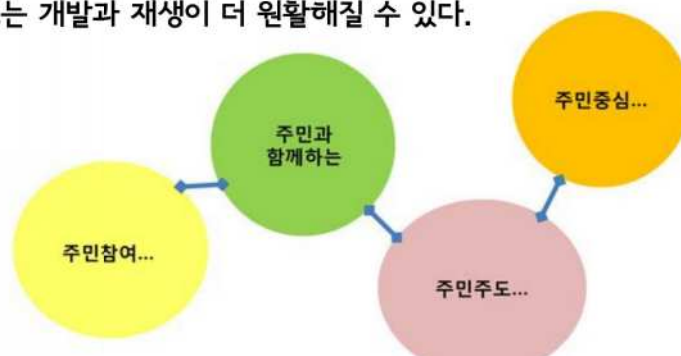 는 개발과 재생이 더 원활해질 수 있다.
주민중심...
주민과
함께하는
주민참여...
주민주도...